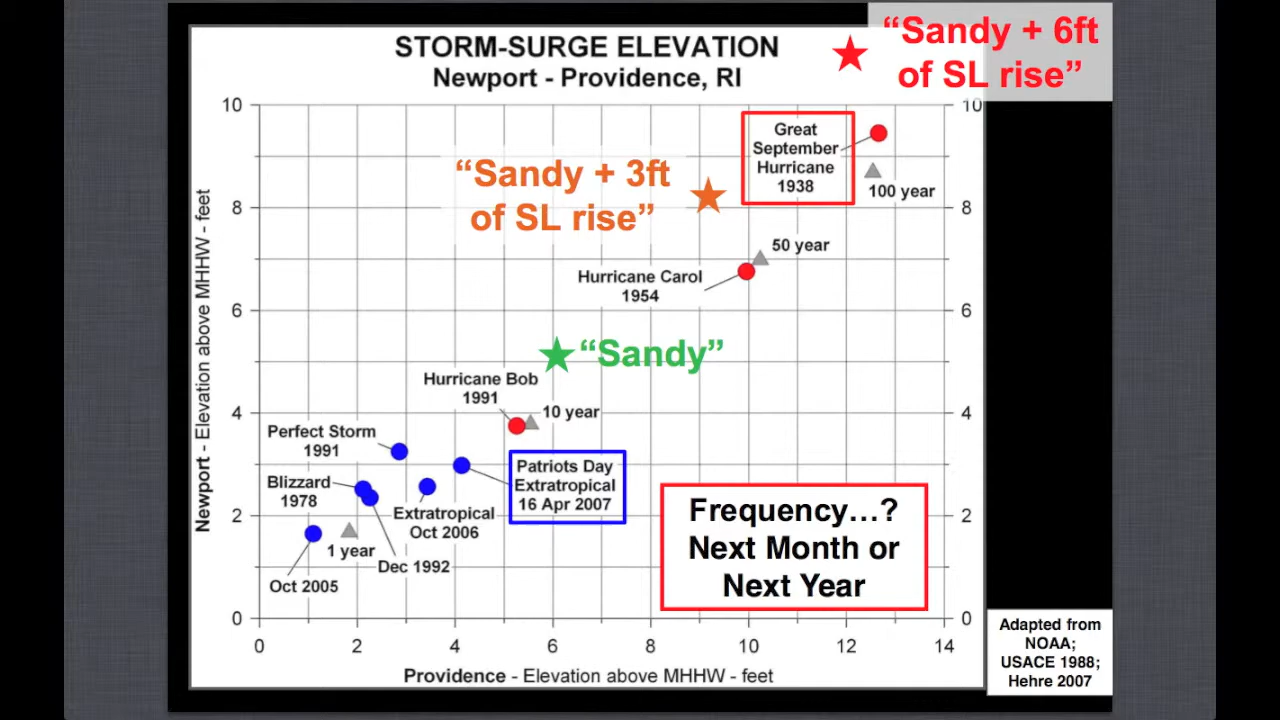 STORM-SURGE ELEVATION
Newport - Providence, RI
“Sandy + 6ft
of SL rise”
10
10
Great
September
Hurricane
1938
“Sandy + 3ft
of SL rise”
100 year
8
8
50 year
Hurricane Carol
1954
6
6
“Sandy”
Hurricane Bob
1991
10 year
4
4
Perfect Storm
1991
Patriots Day
Extratropical
16 Apr 2007
Blizzard
1978
Extratropical
Oct 2006
2
2
1 year
Dec 1992
Oct 2005
Frequency...?
Next Month or
Next Year
0
0
0 2 4 6 8 10 12 14
Newport - Elevation above MHHW - feet
Providence - Elevation above MHHW - feet
Adapted from
NOAA;
USACE 1988;
Hehre 2007